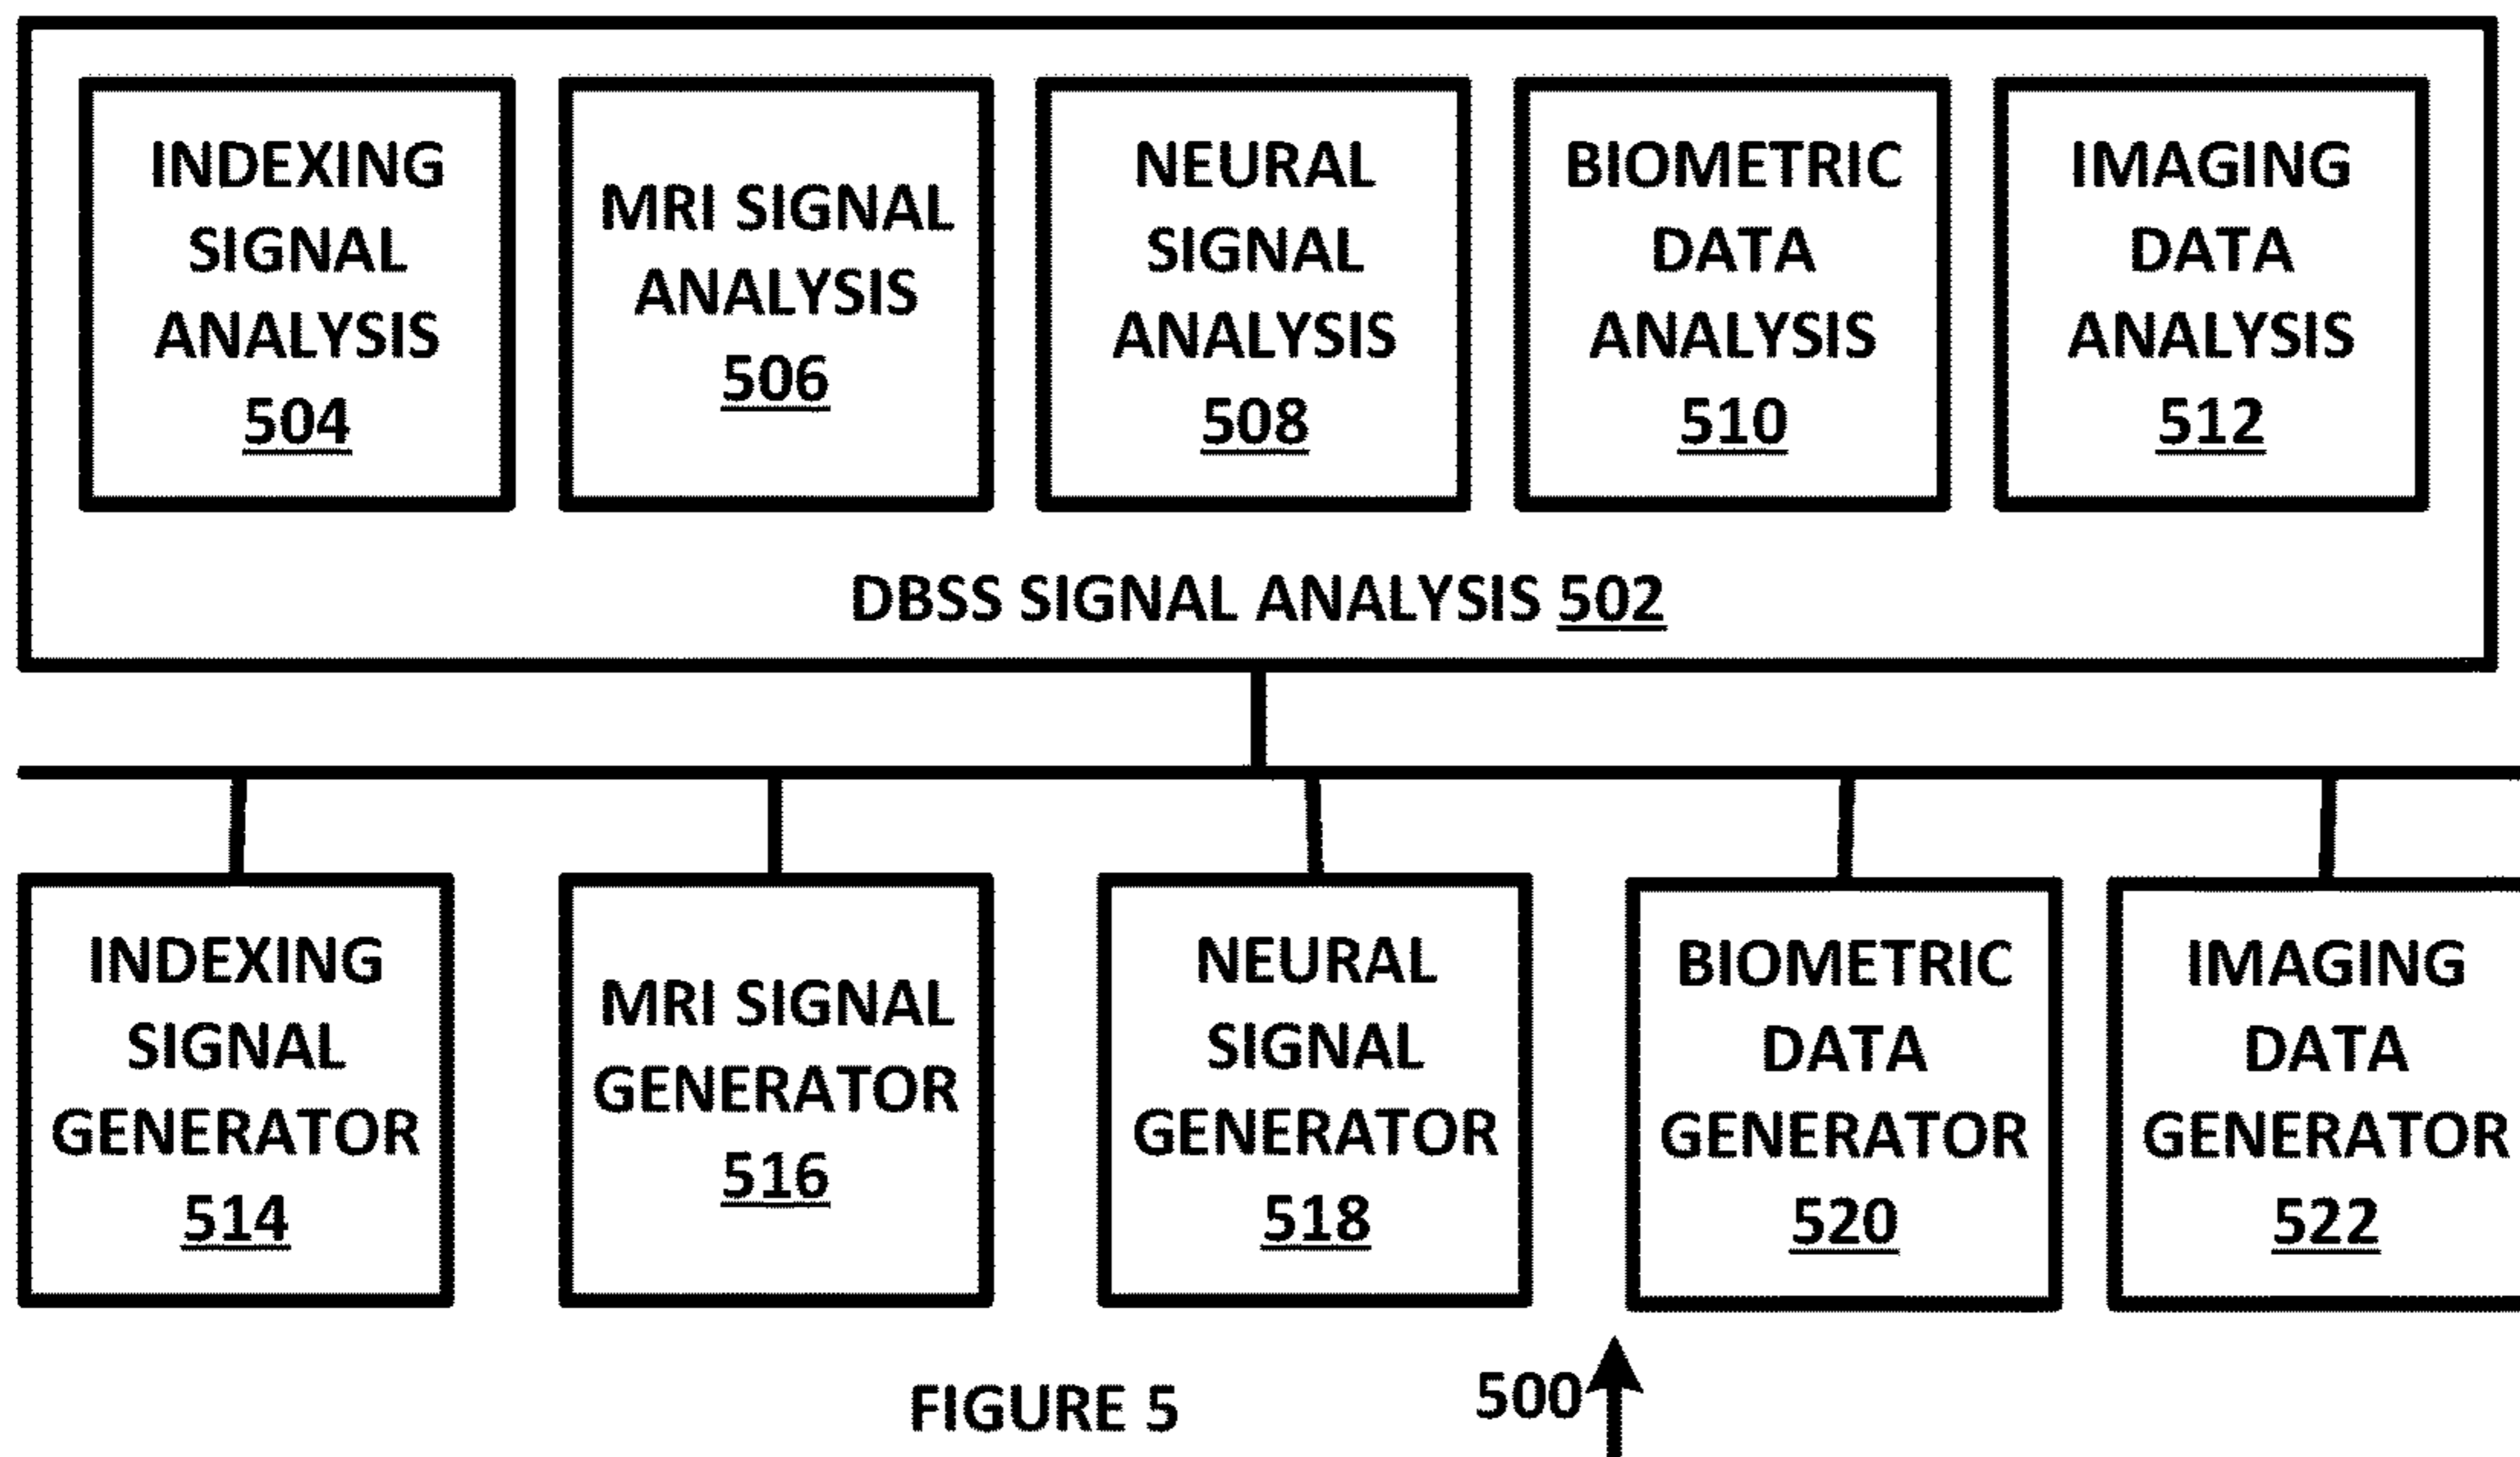 INDEXING
SIGNAL
ANALYSIS
504
MRI SIGNAL
ANALYSIS
506
NEURAL
SIGNAL
ANALYSIS
508
BIOMETRIC
DATA
ANALYSIS
510
IMAGING
DATA
ANALYSIS
512
DBSS SIGNAL ANALYSIS 502
INDEXING
SIGNAL
GENERATOR
514
MRI SIGNAL
GENERATOR
516
NEURAL
SIGNAL
GENERATOR
518
BIOMETRIC
DATA
GENERATOR
520
IMAGING
DATA
GENERATOR
522
FIGURE 5
500